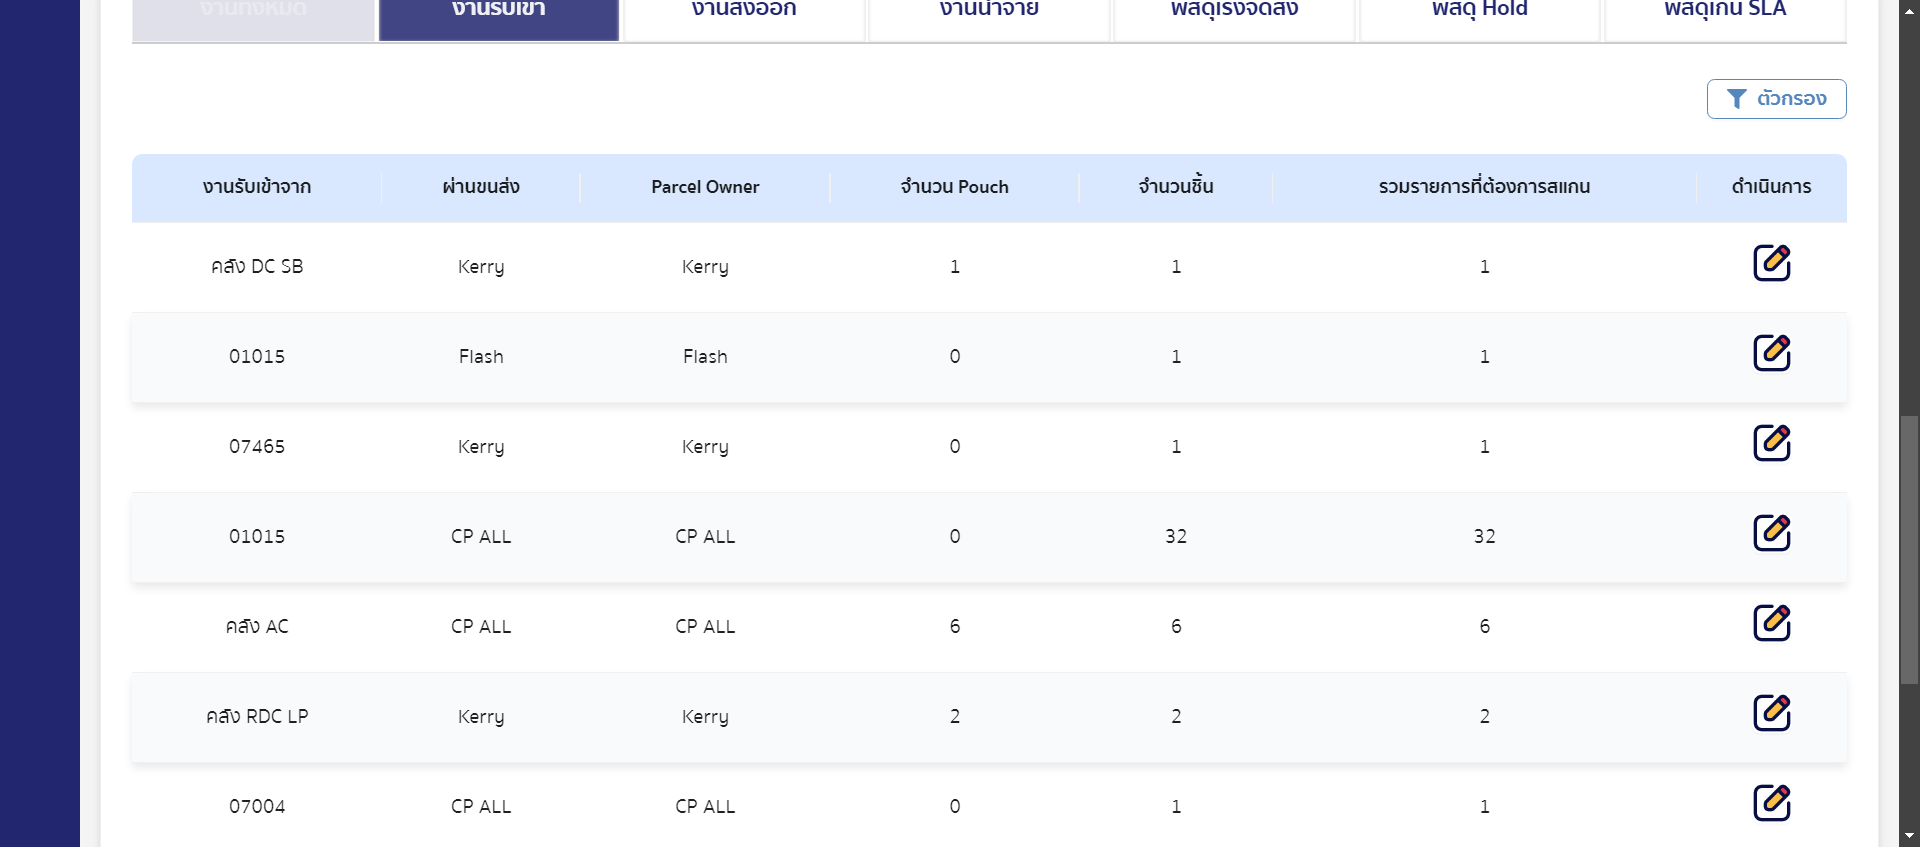 งานทั้งหมด งานรับเข้า งานส่งออก งานนำจ่าย พัสดุเร่งจัดส่ง พัสดุ Hold พัสดุเกิน SLA
ตัวกรอง
งานรับเข้าจาก ผ่านขนส่ง Parcel Owner จำนวน Pouch จำนวนชิ้น รวมรายการที่ต้องการสแกน ดำเนินการ
คลัง DC SB Kerry Kerry 1 1 1
01015 Flash Flash 0 1 1
07465 Kerry Kerry 0 1 1
01015 CP ALL CP ALL 0 32 32
คลัง AC CP ALL CP ALL 6 6 6
คลัง RDC LP Kerry Kerry 2 2 2
07004 CP ALL CP ALL 0 1 1